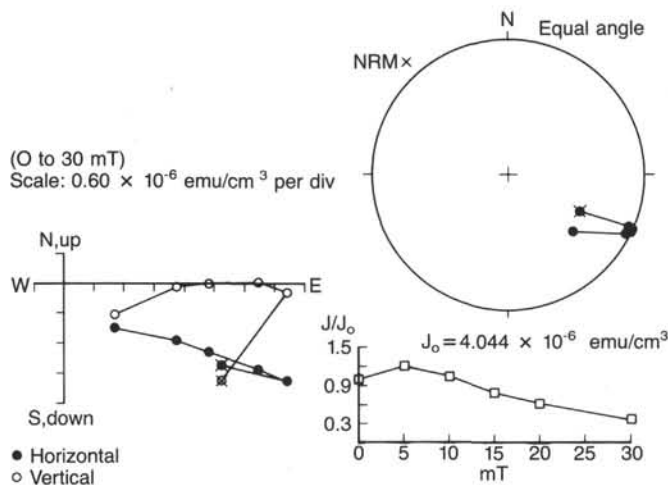 N
Equal angle
NRM×
(O to 30 mT)
Scale: 0.60 × 10⁻⁶ emu/cm³ per div
N,up
W
E
S,down
● Horizontal
○ Vertical
J/Jₒ
Jₒ = 4.044 × 10⁻⁶ emu/cm³
1.5
0.9
0.3
0 5 10 15 20 25 30
mT